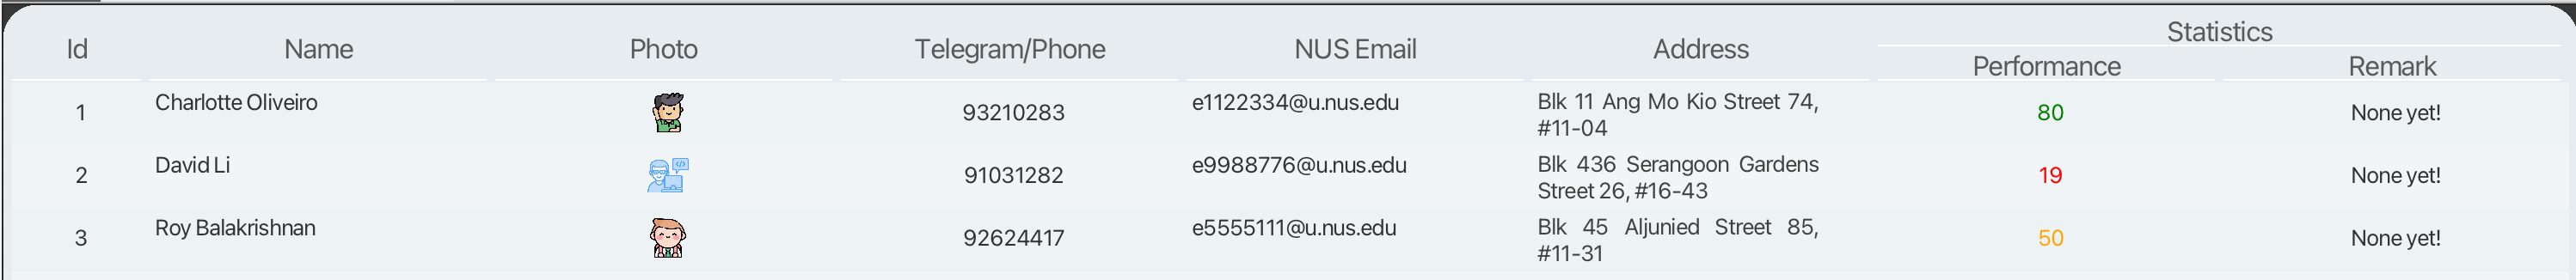 Id Name Photo Telegram/Phone NUS Email Address Statistics
Performance Remark
1 Charlotte Oliveiro 93210283 e1122334@u.nus.edu Blk 11 Ang Mo Kio Street 74,
#11-04 80 None yet!
2 David Li 91031282 e9988776@u.nus.edu Blk 436 Serangoon Gardens
Street 26, #16-43 19 None yet!
3 Roy Balakrishnan 92624417 e5555111@u.nus.edu Blk 45 Aljunied Street 85,
#11-31 50 None yet!